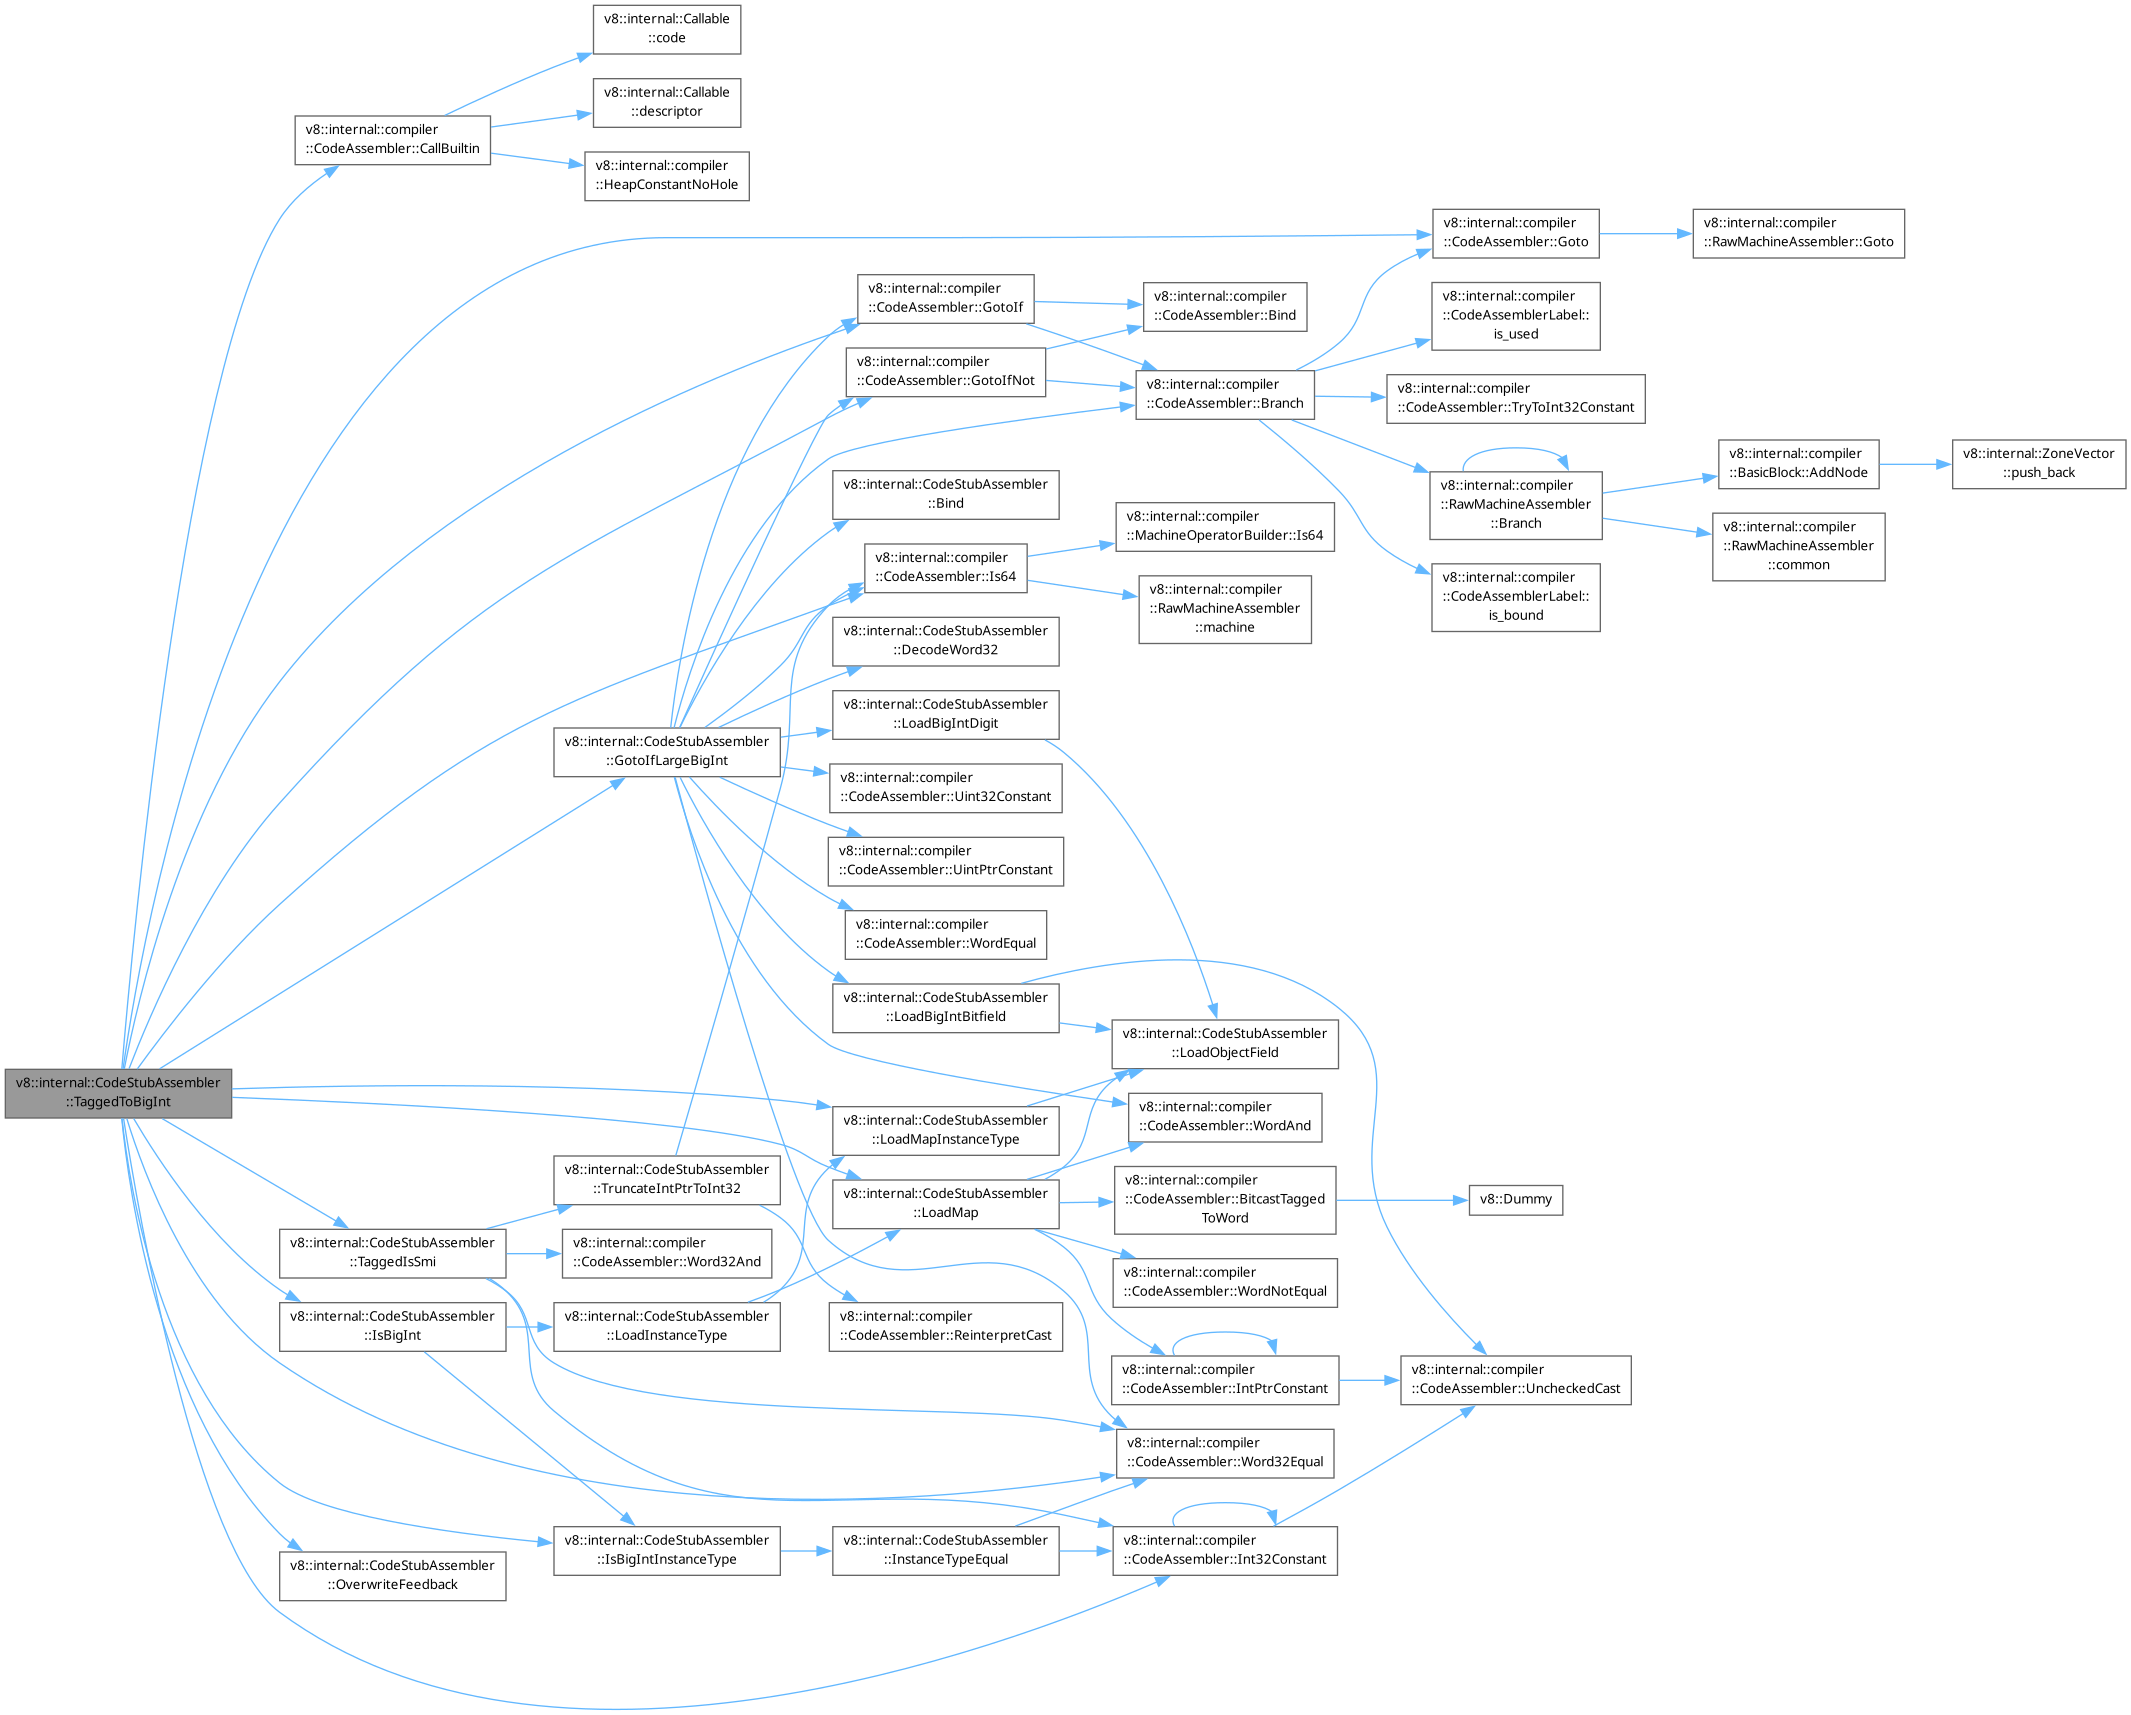 v8::internal::Callable
::code
v8::internal::Callable
::descriptor
v8::internal::compiler
::CodeAssembler::CallBuiltin
v8::internal::compiler
::HeapConstantNoHole
v8::internal::compiler
::CodeAssembler::Goto
v8::internal::compiler
::RawMachineAssembler::Goto
v8::internal::compiler
::CodeAssembler::GotoIf
v8::internal::compiler
::CodeAssembler::Bind
v8::internal::compiler
::CodeAssemblerLabel::
is_used
v8::internal::compiler
::CodeAssembler::GotoIfNot
v8::internal::compiler
::CodeAssembler::Branch
v8::internal::compiler
::CodeAssembler::TryToInt32Constant
v8::internal::compiler
::RawMachineAssembler
::Branch
v8::internal::compiler
::BasicBlock::AddNode
v8::internal::ZoneVector
::push_back
v8::internal::CodeStubAssembler
::Bind
v8::internal::compiler
::MachineOperatorBuilder::Is64
v8::internal::compiler
::RawMachineAssembler
::common
v8::internal::compiler
::CodeAssembler::Is64
v8::internal::compiler
::RawMachineAssembler
::machine
v8::internal::compiler
::CodeAssemblerLabel::
is_bound
v8::internal::CodeStubAssembler
::DecodeWord32
v8::internal::CodeStubAssembler
::LoadBigIntDigit
v8::internal::CodeStubAssembler
::GotoIfLargeBigInt
v8::internal::compiler
::CodeAssembler::Uint32Constant
v8::internal::compiler
::CodeAssembler::UintPtrConstant
v8::internal::compiler
::CodeAssembler::WordEqual
v8::internal::CodeStubAssembler
::LoadBigIntBitfield
v8::internal::CodeStubAssembler
::LoadObjectField
v8::internal::CodeStubAssembler
::TaggedToBigInt
v8::internal::CodeStubAssembler
::LoadMapInstanceType
v8::internal::compiler
::CodeAssembler::WordAnd
v8::internal::CodeStubAssembler
::TruncateIntPtrToInt32
v8::internal::CodeStubAssembler
::LoadMap
v8::internal::compiler
::CodeAssembler::BitcastTagged
ToWord
v8::Dummy
v8::internal::CodeStubAssembler
::TaggedIsSmi
v8::internal::compiler
::CodeAssembler::Word32And
v8::internal::compiler
::CodeAssembler::WordNotEqual
v8::internal::CodeStubAssembler
::IsBigInt
v8::internal::CodeStubAssembler
::LoadInstanceType
v8::internal::compiler
::CodeAssembler::ReinterpretCast
v8::internal::compiler
::CodeAssembler::IntPtrConstant
v8::internal::compiler
::CodeAssembler::UncheckedCast
v8::internal::compiler
::CodeAssembler::Word32Equal
v8::internal::CodeStubAssembler
::OverwriteFeedback
v8::internal::CodeStubAssembler
::IsBigIntInstanceType
v8::internal::CodeStubAssembler
::InstanceTypeEqual
v8::internal::compiler
::CodeAssembler::Int32Constant